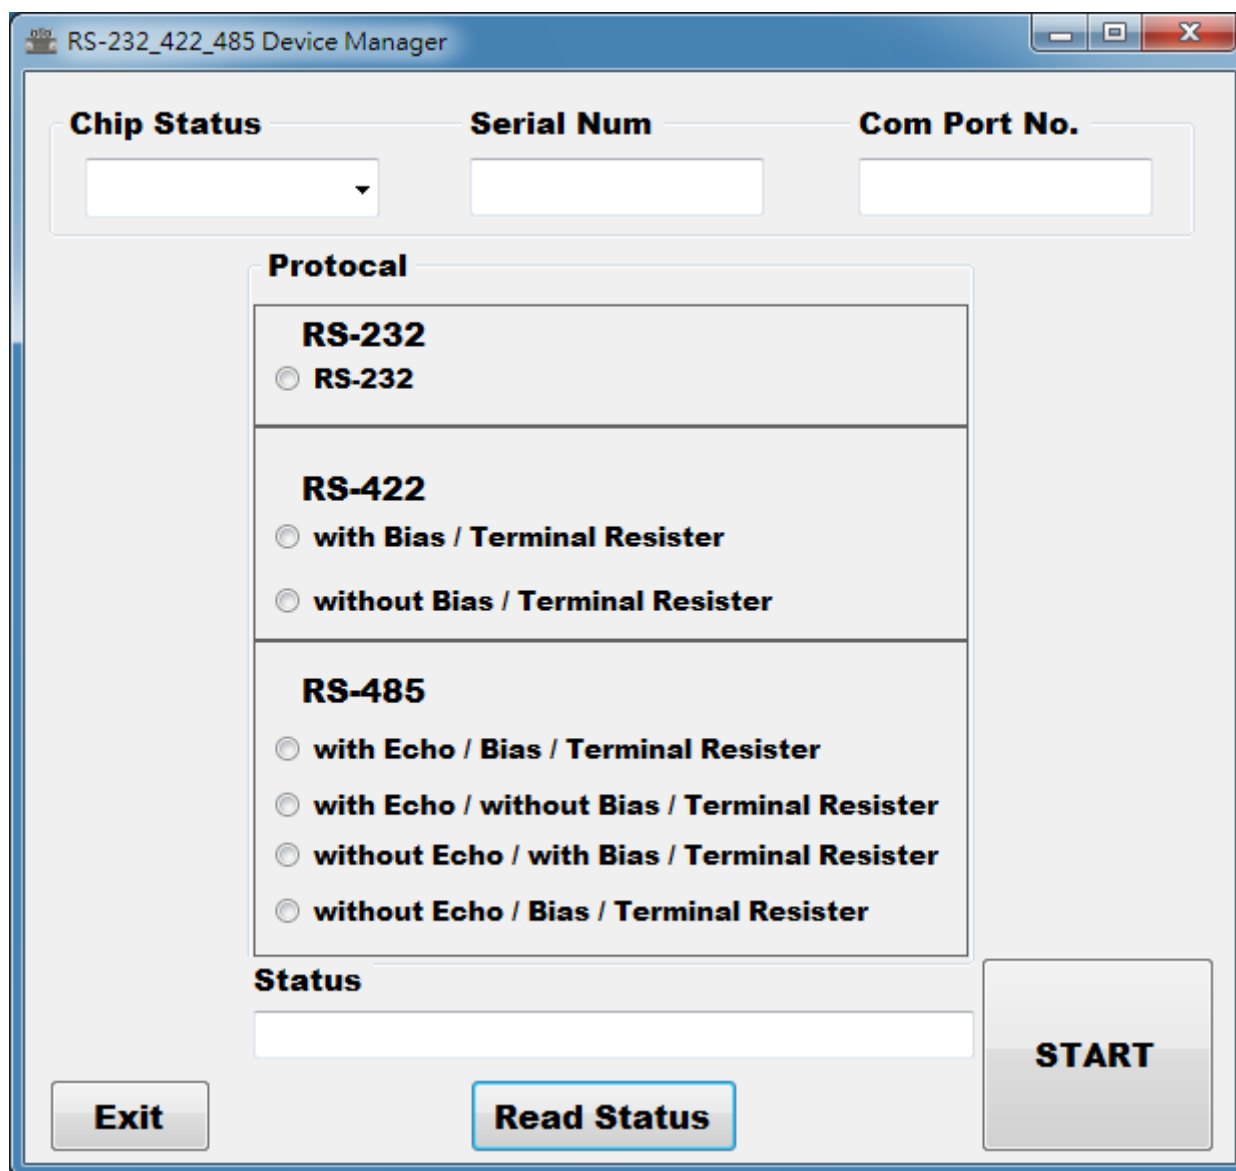 RS-232_422_485 Device Manager
Chip Status Serial Num Com Port No.
Protocal
RS-232
RS-232
RS-422
with Bias / Terminal Resister
without Bias / Terminal Resister
RS-485
with Echo / Bias / Terminal Resister
with Echo / without Bias / Terminal Resister
without Echo / with Bias / Terminal Resister
without Echo / Bias / Terminal Resister
Status
START
Exit Read Status